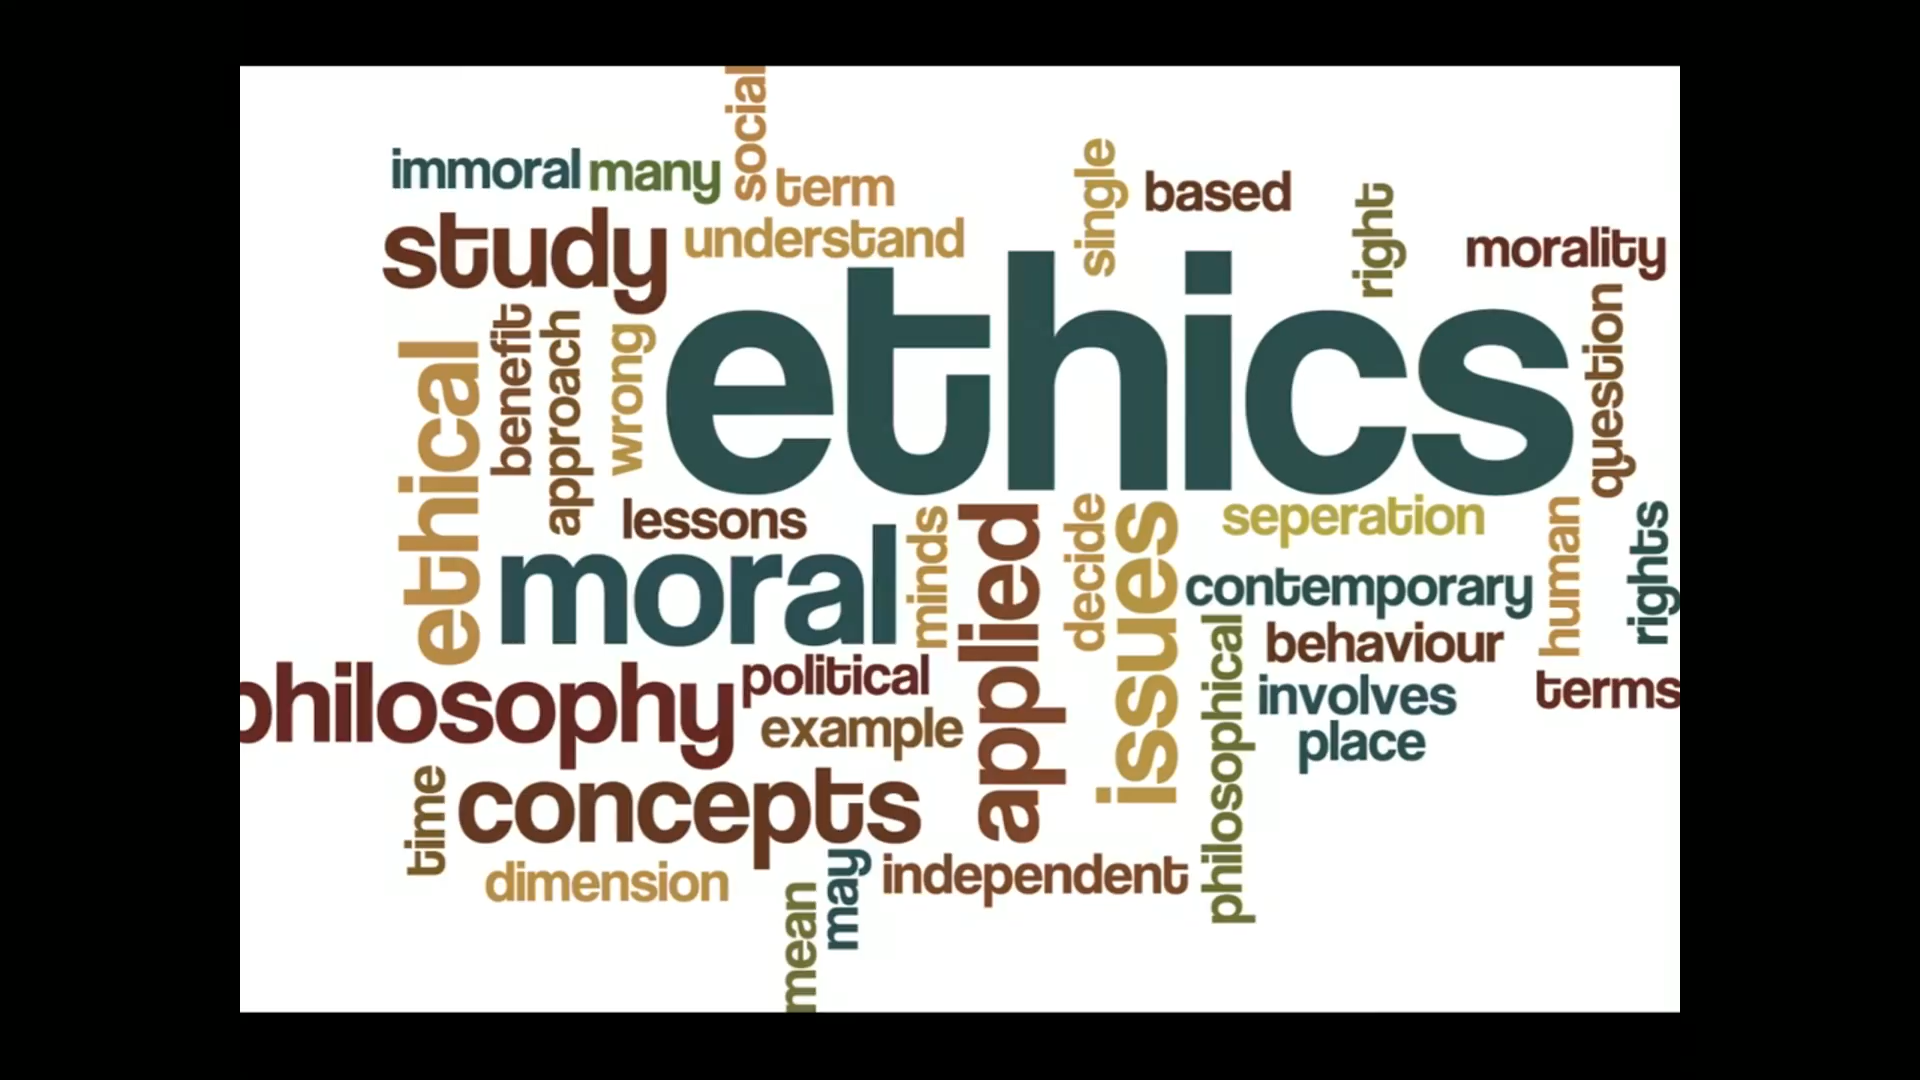 social
immoral
many
term
single
based
right
morality
study
understand
ethics
question
benefit
approach
wrong
ethical
lessons
moral
minds
applied
decide
issues
seperation
human
rights
contemporary
behaviour
philosophy
political
example
philosophical
involves
terms
place
time
concepts
dimension
may
mean
independent